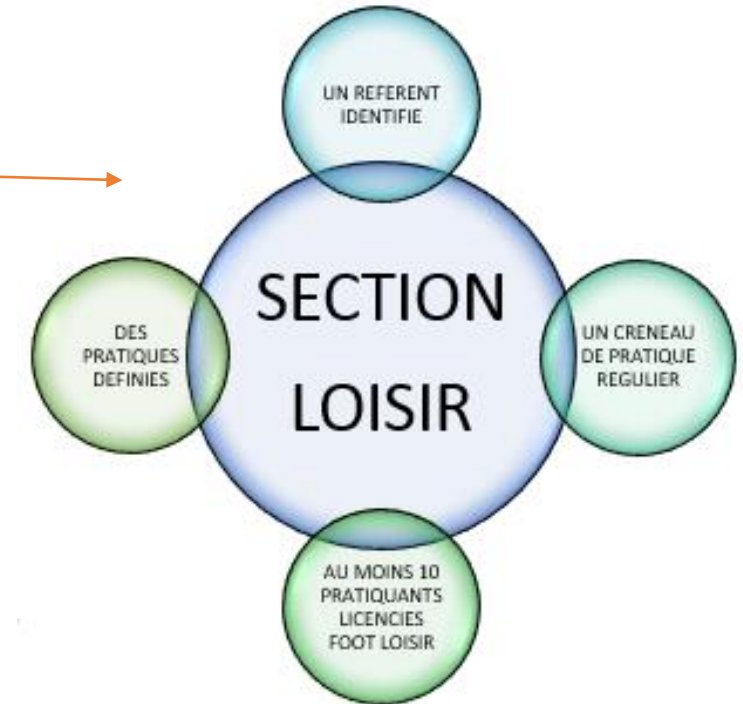 UN REFERENT
IDENTIFIE
SECTION
LOISIR
DES
PRATIQUES
DEFINIES
UN CRENEAU
DE PRATIQUE
REGULIER
AU MOINS 10
PRATIQUANTS
LICENCIES
FOOT LOISIR